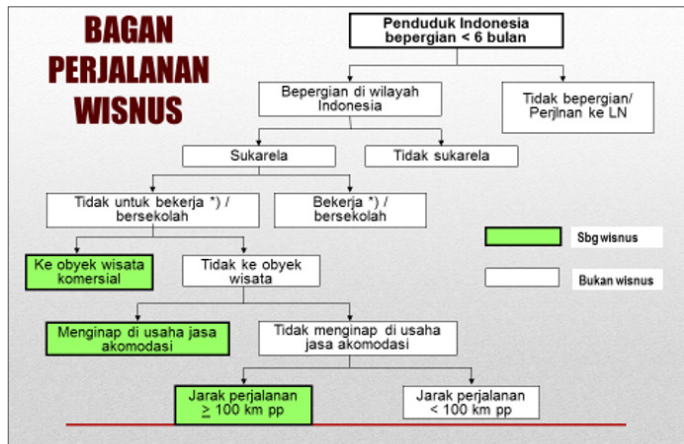 BAGAN
PERJALANAN
WISNUS
Penduduk Indonesia
bepergian < 6 bulan
Bepergian di wilayah
Indonesia
Tidak bepergian/
Perjlnan ke LN
Sukarela
Tidak sukarela
Tidak untuk bekerja *) /
bersekolah
Bekerja *) /
bersekolah
Ke obyek wisata
komersial
Tidak ke obyek
wisata
Sbg wisnus
Bukan wisnus
Menginap di usaha jasa
akomodasi
Tidak menginap di usaha
jasa akomodasi
Jarak perjalanan
≥ 100 km pp
Jarak perjalanan
< 100 km pp